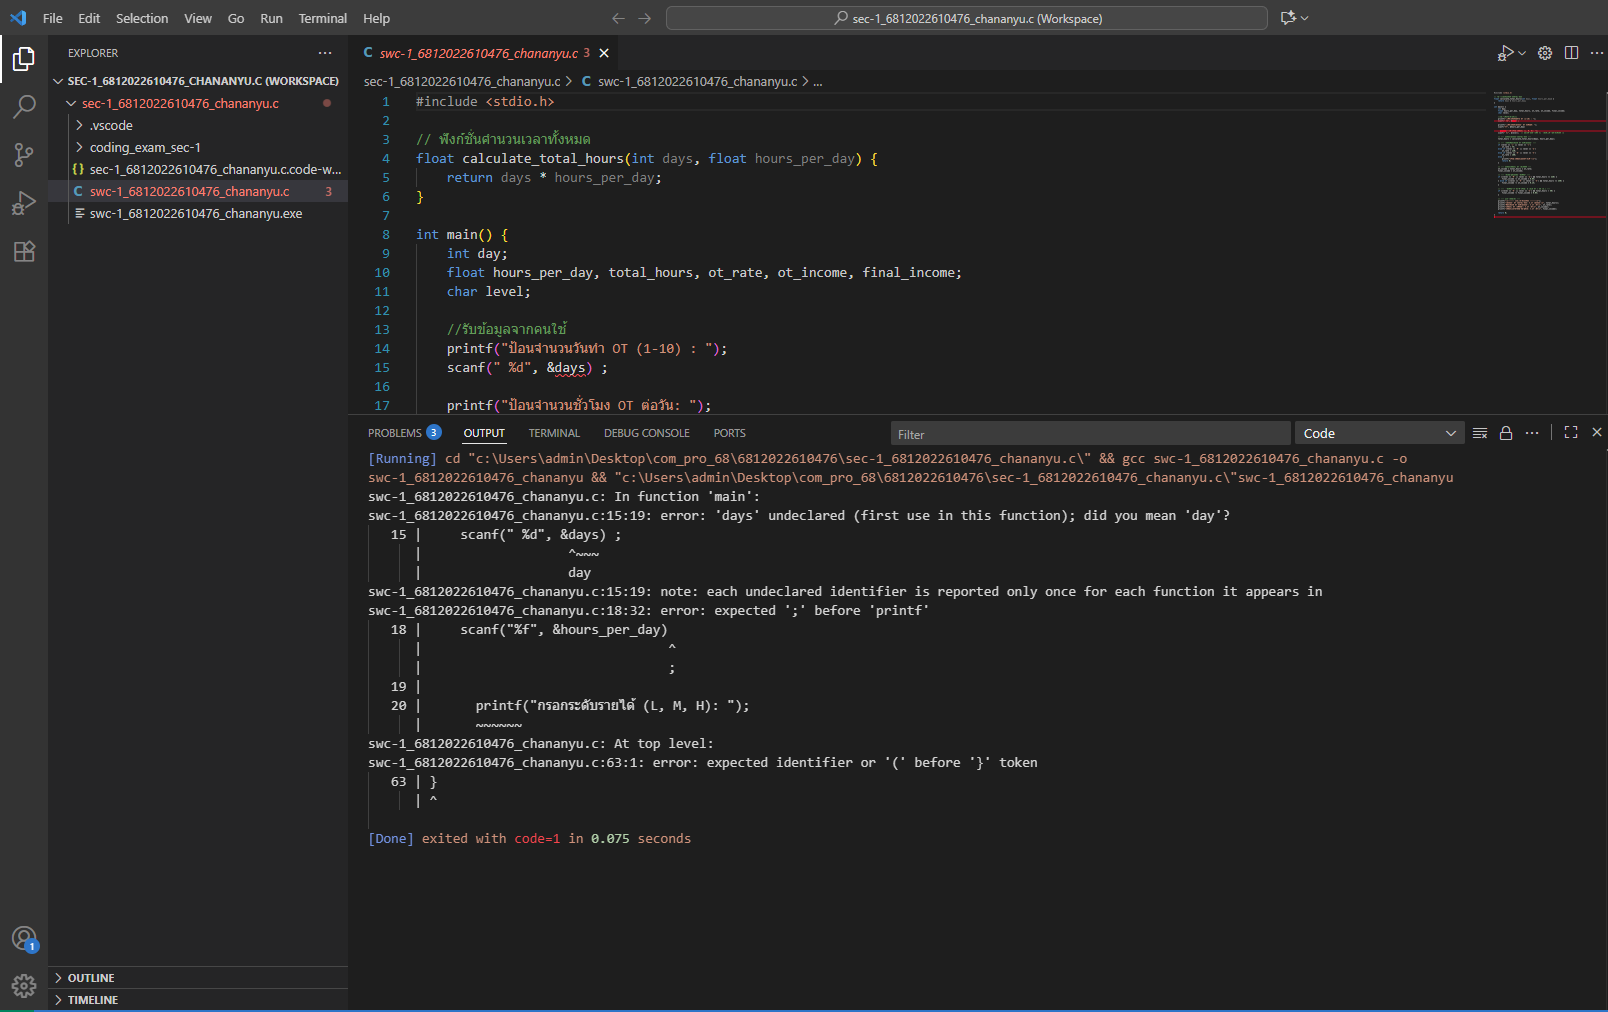 File Edit Selection View Go Run Terminal Help
sec-1_6812022610476_chananyu.c (Workspace)
EXPLORER
SEC-1_6812022610476_CHANANYU.C (WORKSPACE)
sec-1_6812022610476_chananyu.c
.vscode
coding_exam_sec-1
{} sec-1_6812022610476_chananyu.c.code-w...
C swc-1_6812022610476_chananyu.c 3
swc-1_6812022610476_chananyu.exe
1
OUTLINE
TIMELINE
C swc-1_6812022610476_chananyu.c 3
sec-1_6812022610476_chananyu.c > C swc-1_6812022610476_chananyu.c > ...
1 #include <stdio.h>
2
3 // ฟังก์ชั่นคำนวนเวลาทั้งหมด
4 float calculate_total_hours(int days, float hours_per_day) {
5 return days * hours_per_day;
6 }
7
8 int main() {
9 int day;
10 float hours_per_day, total_hours, ot_rate, ot_income, final_income;
11 char level;
12
13 //รับข้อมูลจากคนใช้
14 printf("ป้อนจำนวนวันทำ OT (1-10) : ");
15 scanf(" %d", &days) ;
16
17 printf("ป้อนจำนวนชั่วโมง OT ต่อวัน: ");
PROBLEMS 3 OUTPUT TERMINAL DEBUG CONSOLE PORTS Filter Code
[Running] cd "c:\Users\admin\Desktop\com_pro_68\6812022610476\sec-1_6812022610476_chananyu.c\" && gcc swc-1_6812022610476_chananyu.c -o
swc-1_6812022610476_chananyu && "c:\Users\admin\Desktop\com_pro_68\6812022610476\sec-1_6812022610476_chananyu.c\"swc-1_6812022610476_chananyu
swc-1_6812022610476_chananyu.c: In function 'main':
swc-1_6812022610476_chananyu.c:15:19: error: 'days' undeclared (first use in this function); did you mean 'day'?
15 | scanf(" %d", &days) ;
| ^~~~
| day
swc-1_6812022610476_chananyu.c:15:19: note: each undeclared identifier is reported only once for each function it appears in
swc-1_6812022610476_chananyu.c:18:32: error: expected ';' before 'printf'
18 | scanf("%f", &hours_per_day)
| ^
| ;
19 |
20 | printf("กรอกระดับรายได้ (L, M, H): ");
| ~~~~~~
swc-1_6812022610476_chananyu.c: At top level:
swc-1_6812022610476_chananyu.c:63:1: error: expected identifier or '(' before '}' token
63 | }
| ^
[Done] exited with code=1 in 0.075 seconds